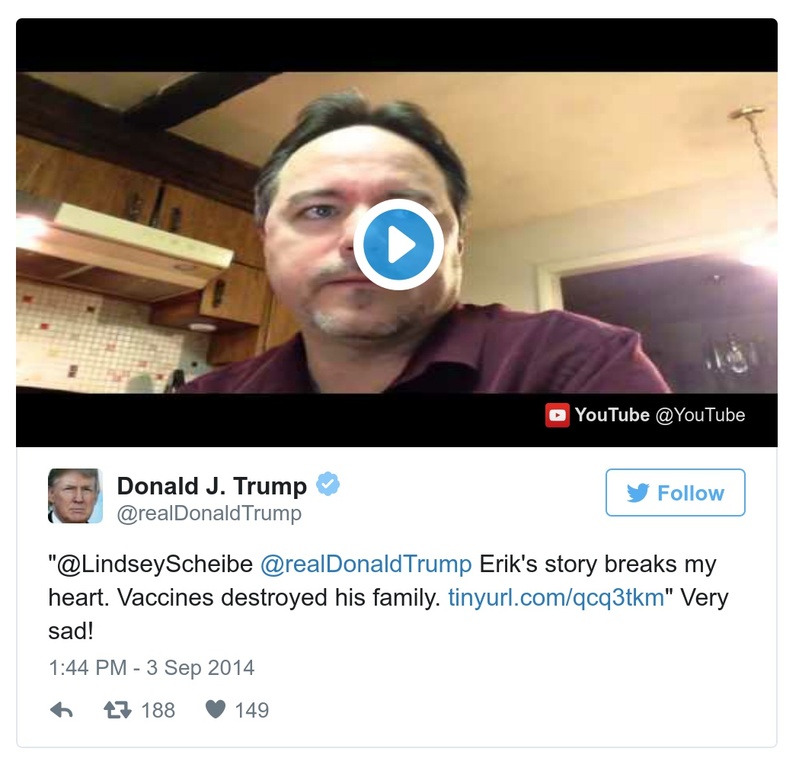 YouTube @YouTube
Donald J. Trump
Follow
@realDonaldTrump
"@LindseyScheibe @realDonaldTrump Erik's story breaks my
heart. Vaccines destroyed his family. tinyurl.com/qcq3tkm" Very
sad!
1:44 PM - 3 Sep 2014
188 149